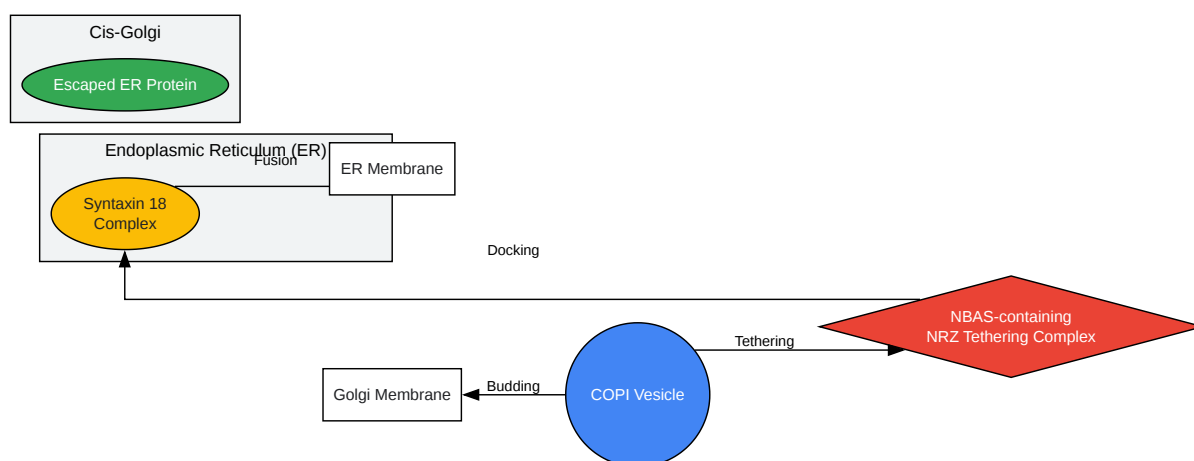 Cis-Golgi
Escaped ER Protein
Endoplasmic Reticulum (ER)
Fusion
ER Membrane
Syntaxin 18
Complex
Docking
NBAS-containing
NRZ Tethering Complex
Tethering
Golgi Membrane
Budding
COPI Vesicle